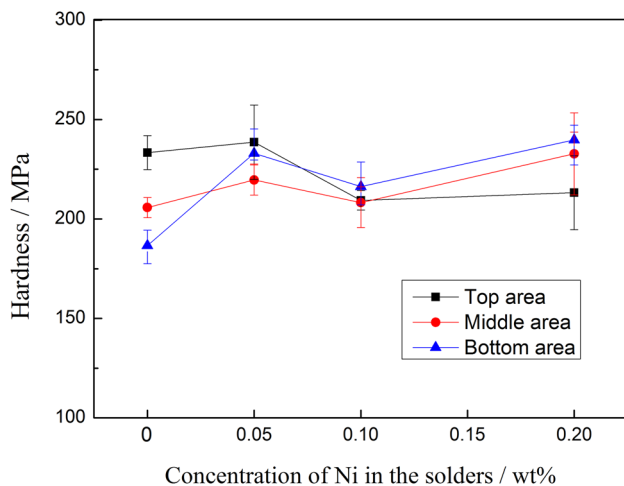 300
250
200
150
100
Hardness / MPa
Top area
Middle area
Bottom area
0
0.05
0.10
0.15
0.20
Concentration of Ni in the solders / wt%